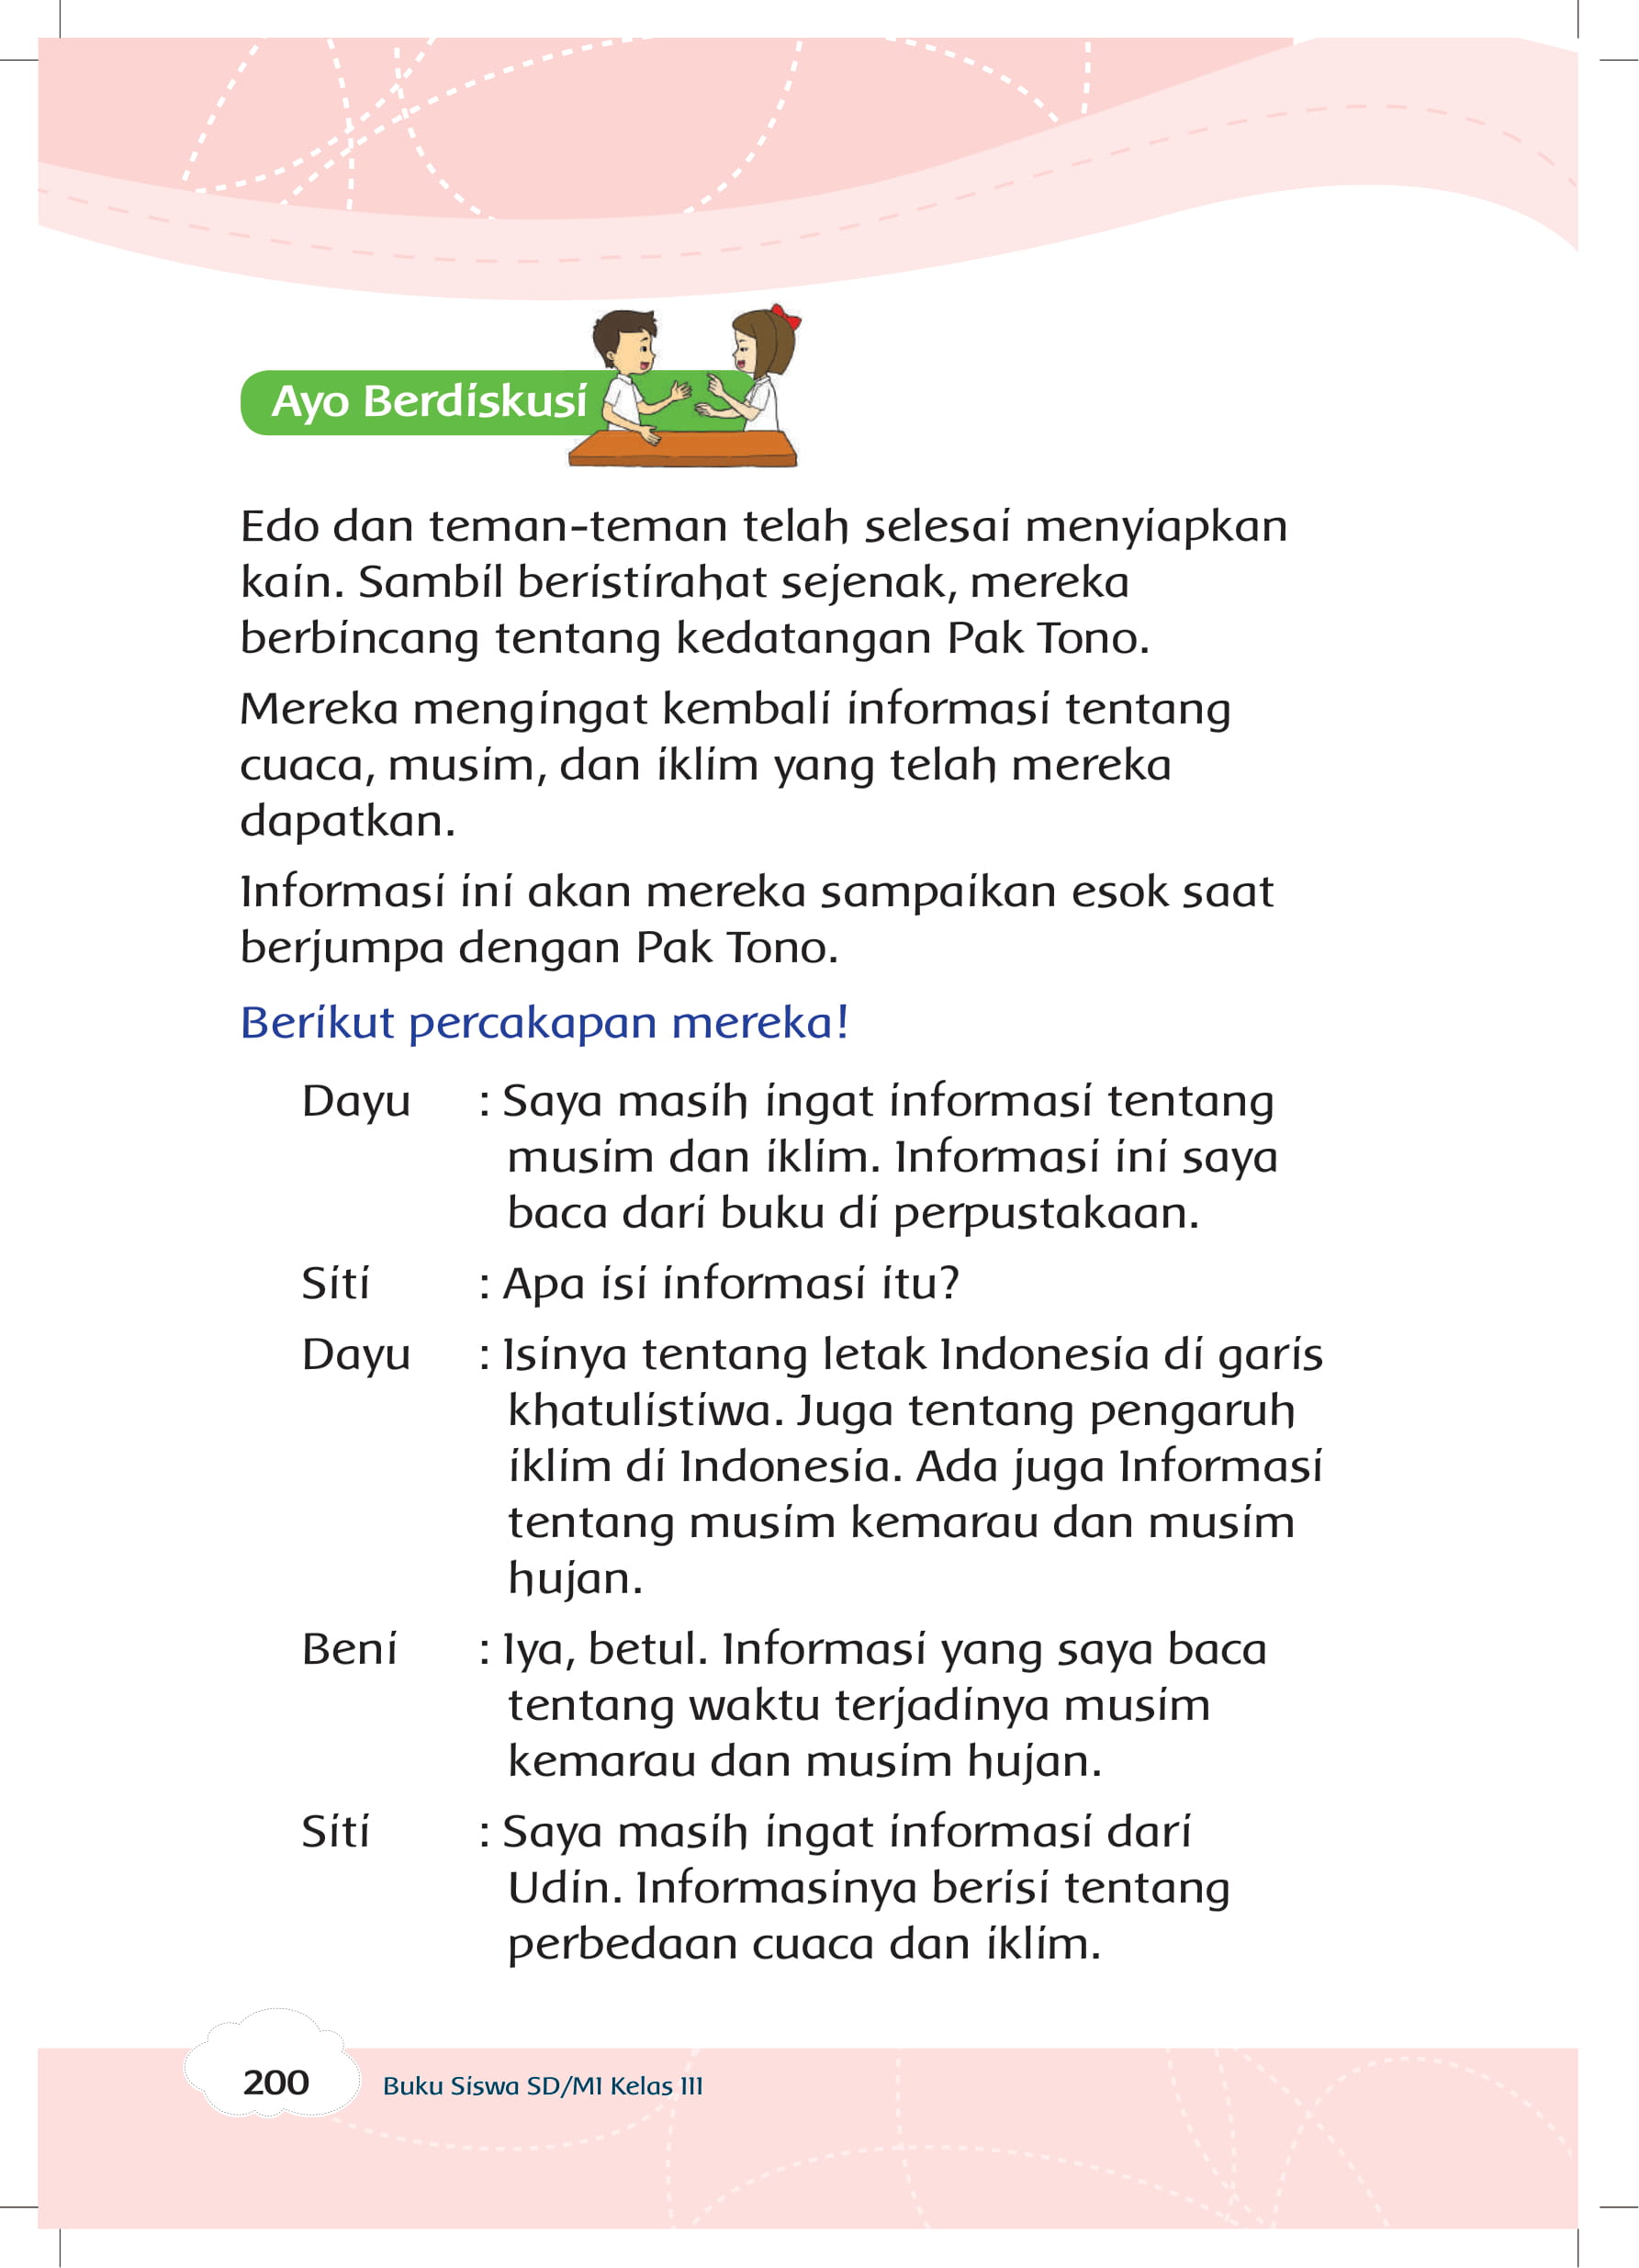 Ayo Berdiskusi
Edo dan teman-teman telah selesai menyiapkan
kain. Sambil beristirahat sejenak, mereka
berbincang tentang kedatangan Pak Tono.
Mereka mengingat kembali informasi tentang
cuaca, musim, dan iklim yang telah mereka
dapatkan.
Informasi ini akan mereka sampaikan esok saat
berjumpa dengan Pak Tono.
Berikut percakapan mereka!
Dayu : Saya masih ingat informasi tentang
musim dan iklim. Informasi ini saya
baca dari buku di perpustakaan.
Siti : Apa isi informasi itu?
Dayu : Isinya tentang letak Indonesia di garis
khatulistiwa. Juga tentang pengaruh
iklim di Indonesia. Ada juga Informasi
tentang musim kemarau dan musim
hujan.
Beni : Iya, betul. Informasi yang saya baca
tentang waktu terjadinya musim
kemarau dan musim hujan.
Siti : Saya masih ingat informasi dari
Udin. Informasinya berisi tentang
perbedaan cuaca dan iklim.
200 Buku Siswa SD/MI Kelas III